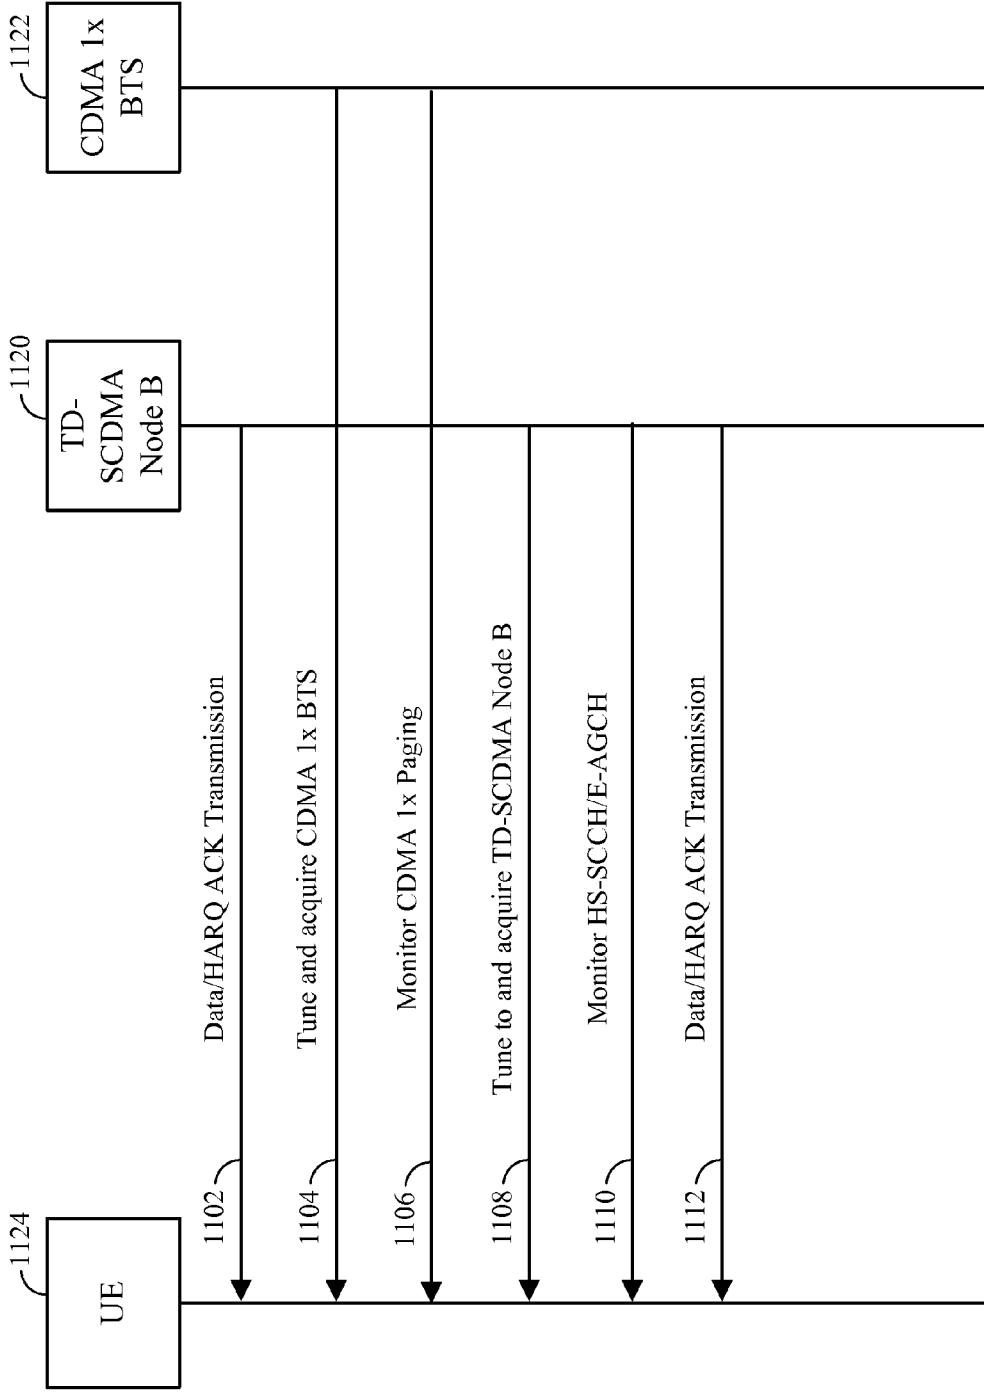 1124
UE
1120
TD-
SCDMA
Node B
1122
CDMA 1x
BTS
1102
Data/HARQ ACK Transmission
1104
Tune and acquire CDMA 1x BTS
1106
Monitor CDMA 1x Paging
1108
Tune to and acquire TD-SCDMA Node B
1110
Monitor HS-SCCH/E-AGCH
1112
Data/HARQ ACK Transmission